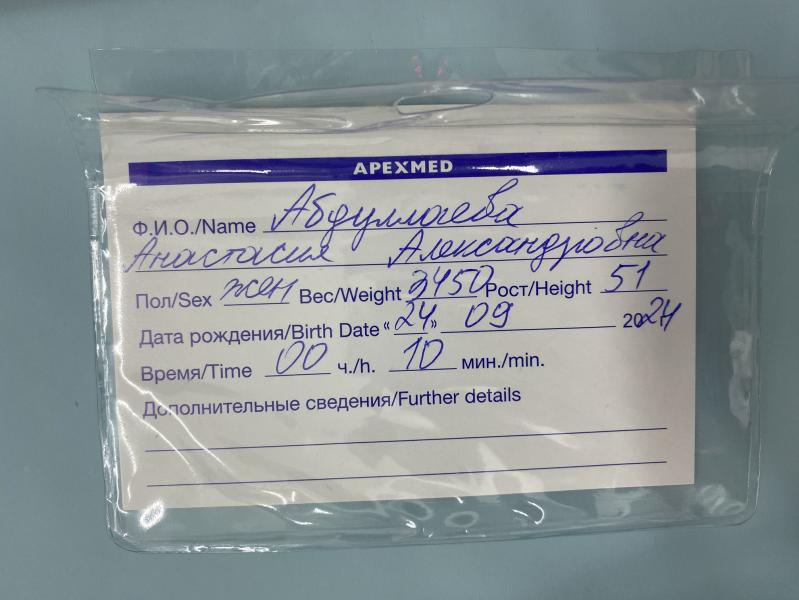 APEXMED
Ф.И.О./Name Абдуллаева
Анастасия Александровна
Пол/Sex жен Вес/Weight 3450 Рост/Height 51
Дата рождения/Birth Date «24» 09 2024
Время/Time 00 ч./h. 10 мин./min.
Дополнительные сведения/Further details